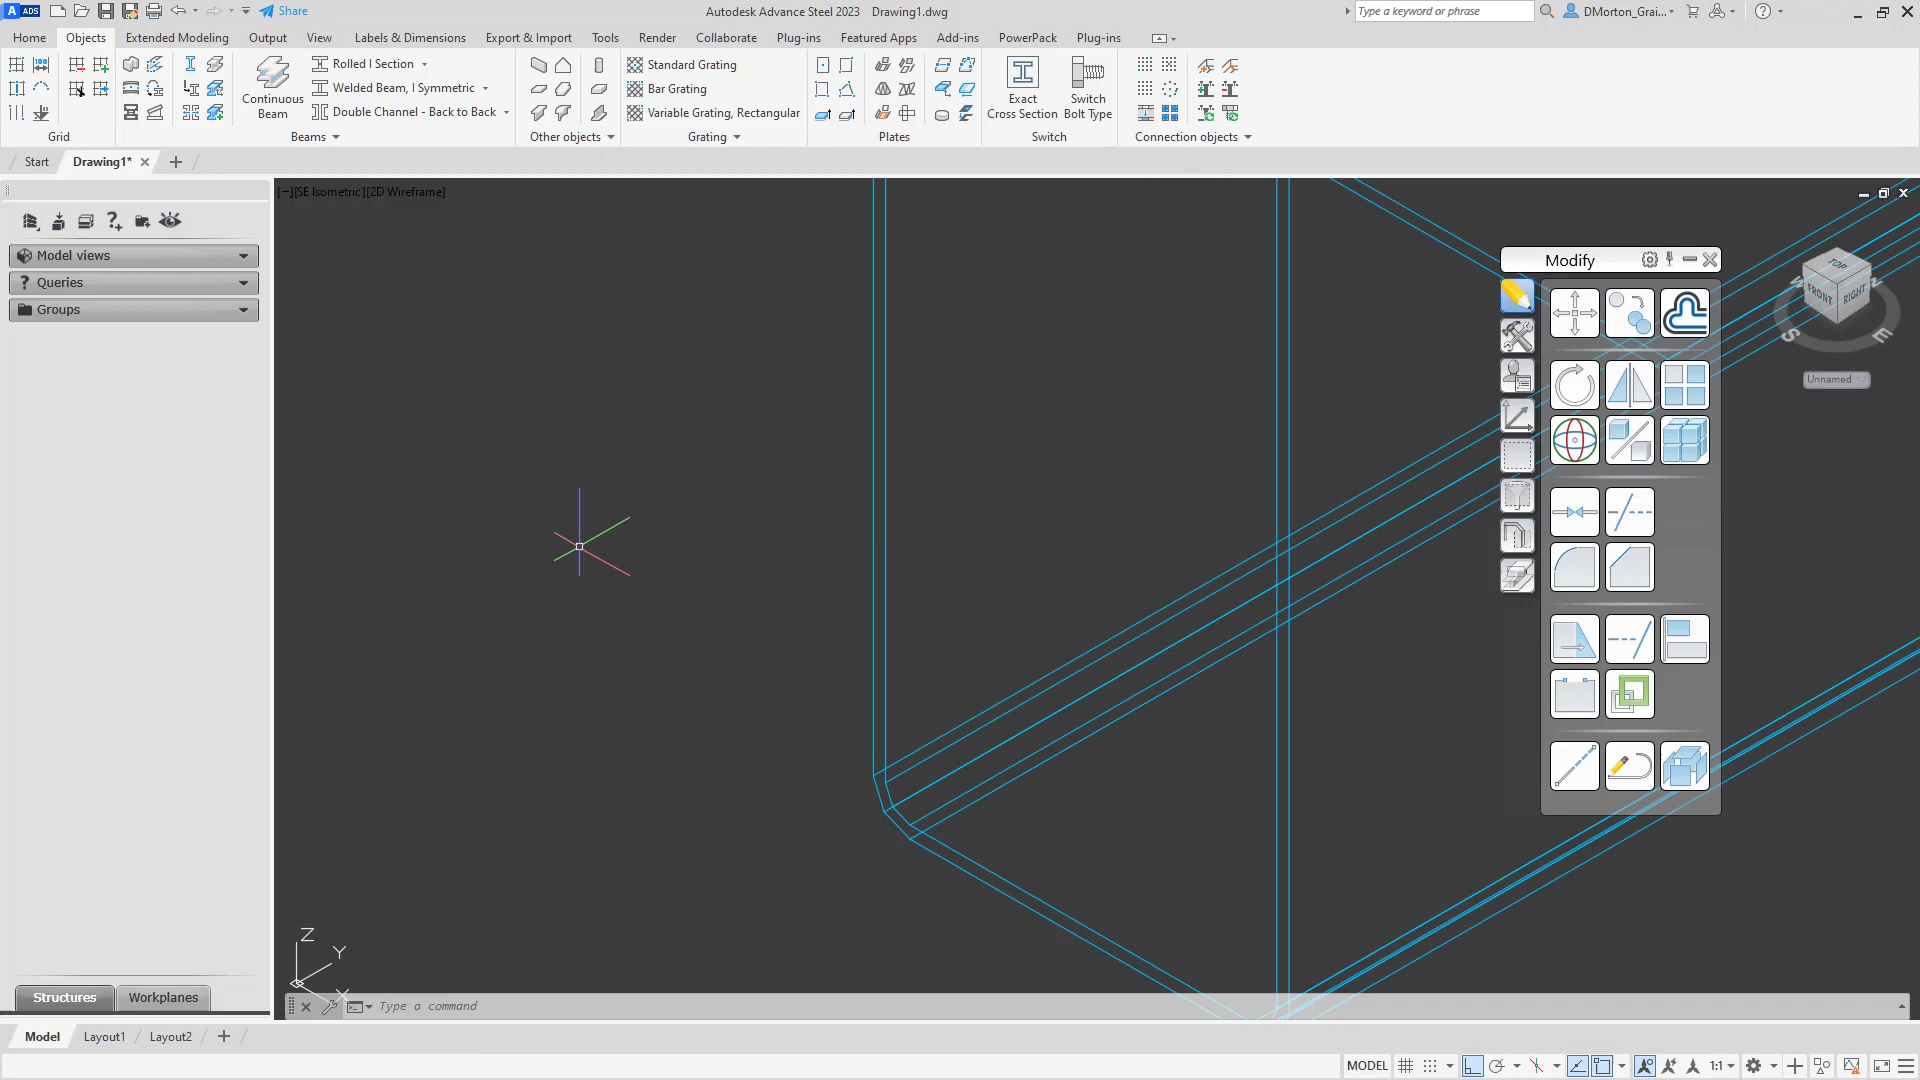 A ADS Share Autodesk Advance Steel 2023 Drawing1.dwg Type a keyword or phrase DMorton_Grai...
Home Objects Extended Modeling Output View Labels & Dimensions Export & Import Tools Render Collaborate Plug-ins Featured Apps Add-ins PowerPack Plug-ins
Rolled I Section Standard Grating
Welded Beam, I Symmetric Bar Grating
Double Channel - Back to Back Variable Grating, Rectangular
Continuous Beam
Exact Cross Section
Switch Bolt Type
Grid Beams Other objects Grating Plates Switch Connection objects
Start Drawing1*
[−][SE Isometric][2D Wireframe]
Model views
Queries
Groups
Modify
TOP
FRONT
RIGHT
S
E
Unnamed
Z
Y
X
Structures Workplanes
Type a command
Model Layout1 Layout2
MODEL 1:1